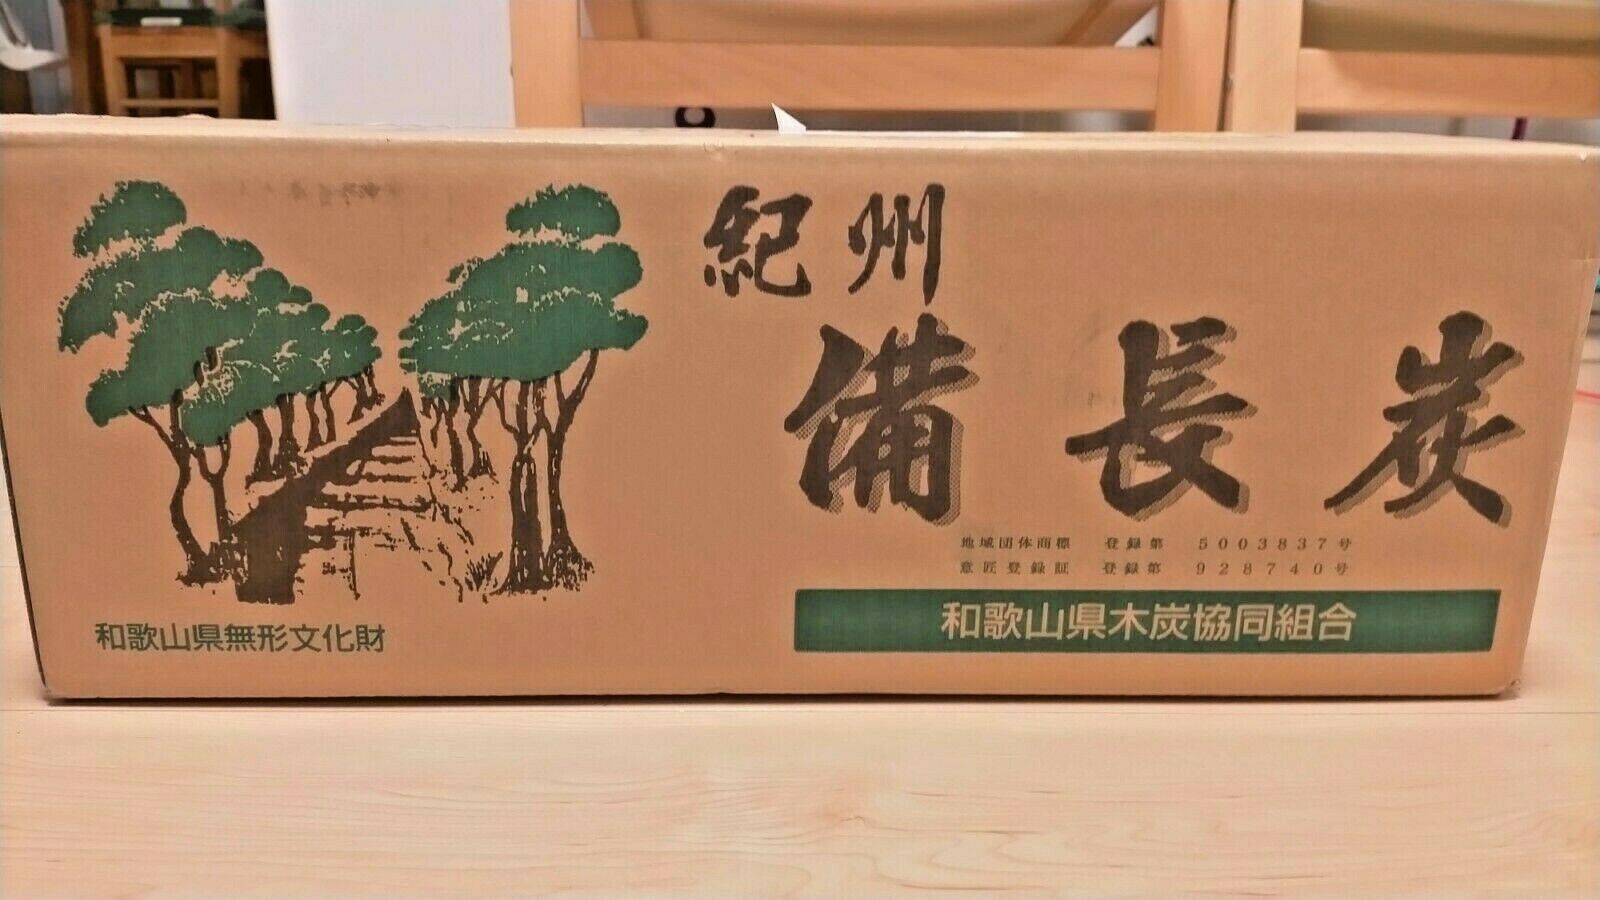 紀州
備長炭
地域団体商標 登録第 5003837号
意匠登録証 登録第 928740号
和歌山県木炭協同組合
和歌山県無形文化財